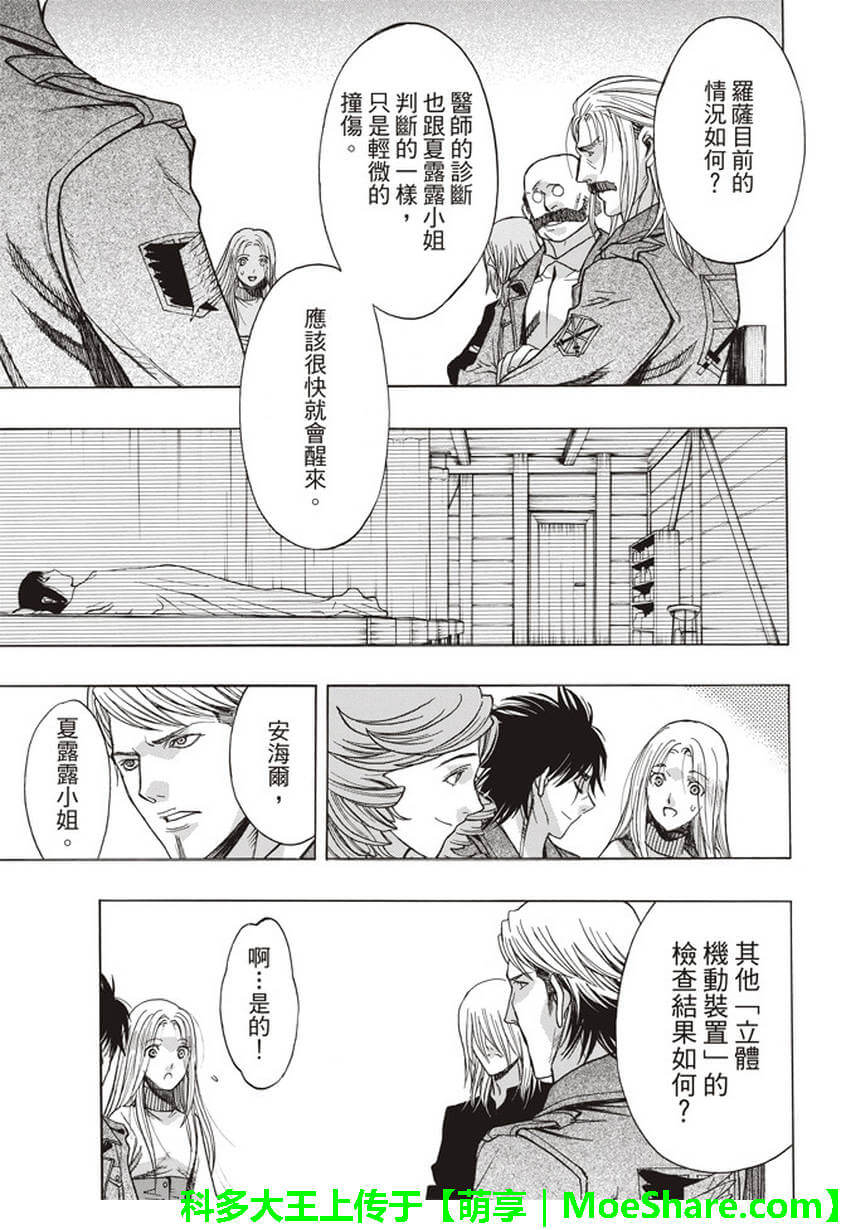 羅薩目前的
情況如何？
醫師的診斷
也跟夏露露小姐
判斷的一樣，
只是輕微的
撞傷。
應該很快就會醒來。
安海爾，
夏露露小姐。
其他「立體
機動裝置」的
檢查結果如何？
啊…是的！
科多大王上传于【萌享｜MoeShare.com】